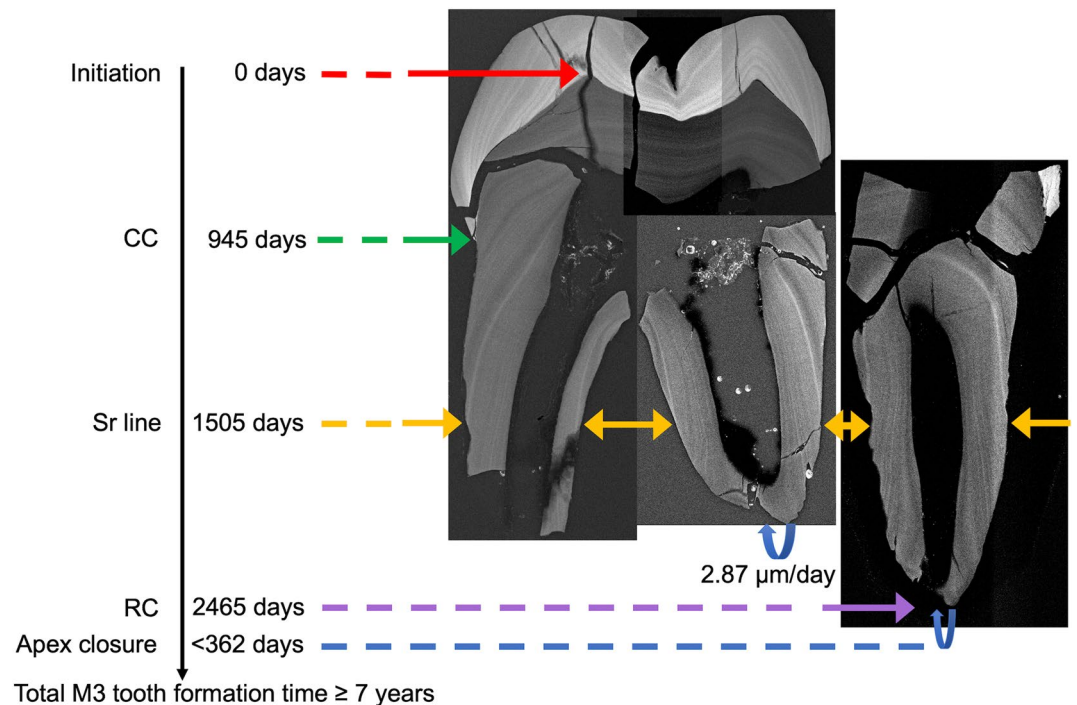 Initiation 0 days
CC 945 days
Sr line 1505 days
2.87 µm/day
RC 2465 days
Apex closure <362 days
Total M3 tooth formation time ≥ 7 years